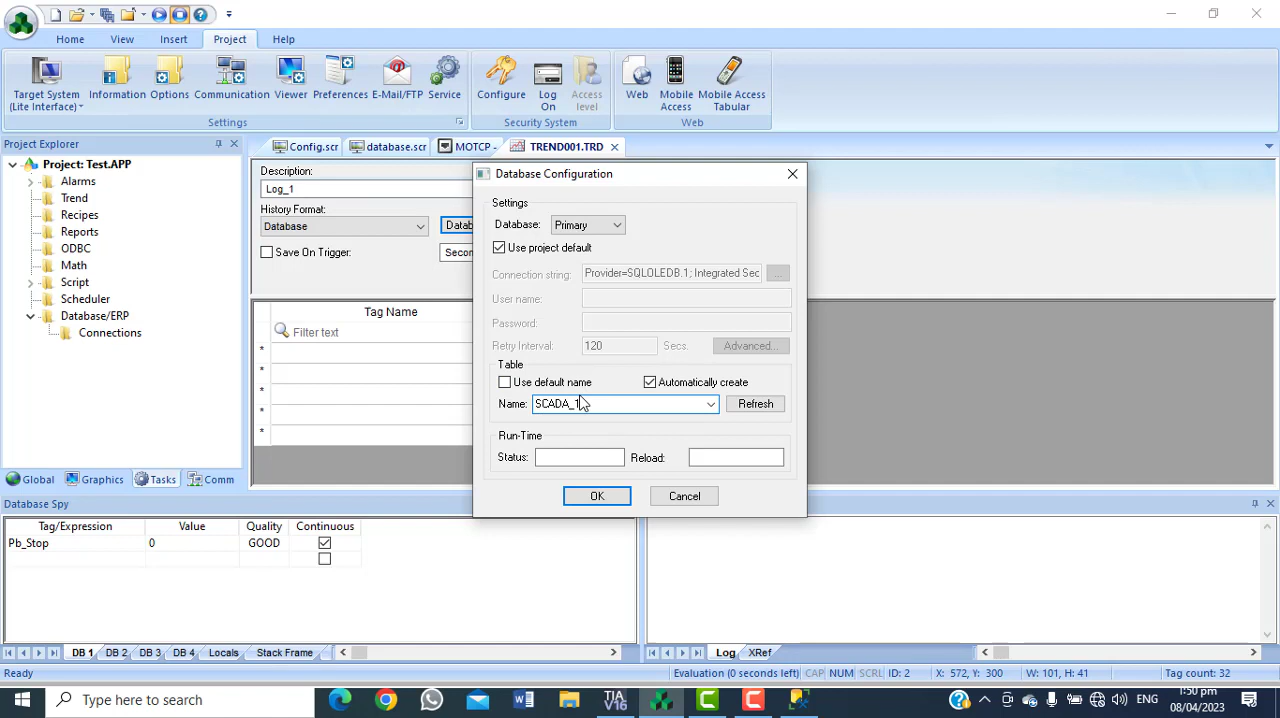 Home View Insert Project Help
Target System (Lite Interface) Information Options Communication Viewer Preferences E-Mail/FTP Service
Configure Log On Access level
Web Mobile Access Mobile Access Tabular
Settings Security System Web
Project Explorer
Project: Test.APP
Alarms
Trend
Recipes
Reports
ODBC
Math
Script
Scheduler
Database/ERP
Connections
Global Graphics Tasks Comm
Config.scr database.scr MOTCP - TREND001.TRD
Description:
Log_1
History Format:
Database Datab
Save On Trigger: Secon
Tag Name
Filter text
*
*
*
*
*
Database Configuration
Settings
Database: Primary
Use project default
Connection string: Provider=SQLOLEDB.1; Integrated Sec ...
User name:
Password:
Retry Interval: 120 Secs. Advanced...
Table
Use default name Automatically create
Name: SCADA_1 Refresh
Run-Time
Status: Reload:
OK Cancel
Database Spy
Tag/Expression Value Quality Continuous
Pb_Stop 0 GOOD
DB 1 DB 2 DB 3 DB 4 Locals Stack Frame
Log XRef
Ready Evaluation (0 seconds left) CAP NUM SCRL ID: 2 X: 572, Y: 300 W: 101, H: 41 Tag count: 32
Type here to search
TIA V16
ENG
1:50 pm
08/04/2023